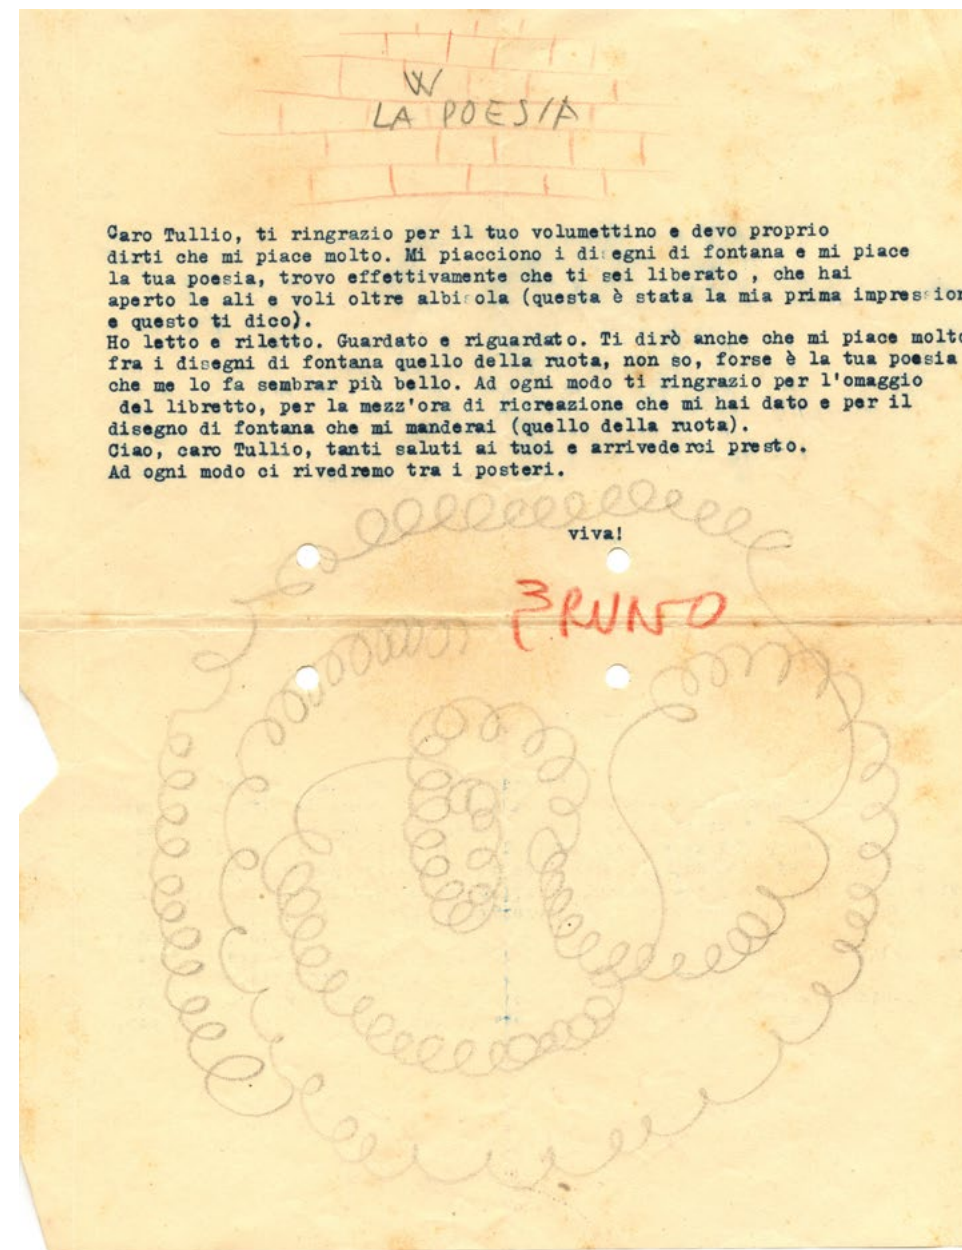 W
LA POESIA
Caro Tullio, ti ringrazio per il tuo volumettino e devo proprio
dirti che mi piace molto. Mi piacciono i disegni di fontana e mi piace
la tua poesia, trovo effettivamente che ti sei liberato , che hai
aperto le ali e voli oltre albisola (questa è stata la mia prima impression
e questo ti dico).
Ho letto e riletto. Guardato e riguardato. Ti dirò anche che mi piace molto
fra i disegni di fontana quello della ruota, non so, forse è la tua poesia
che me lo fa sembrar più bello. Ad ogni modo ti ringrazio per l'omaggio
del libretto, per la mezz'ora di ricreazione che mi hai dato e per il
disegno di fontana che mi manderai (quello della ruota).
Ciao, caro Tullio, tanti saluti ai tuoi e arrivederci presto.
Ad ogni modo ci rivedremo tra i posteri.
viva!
BRUNO